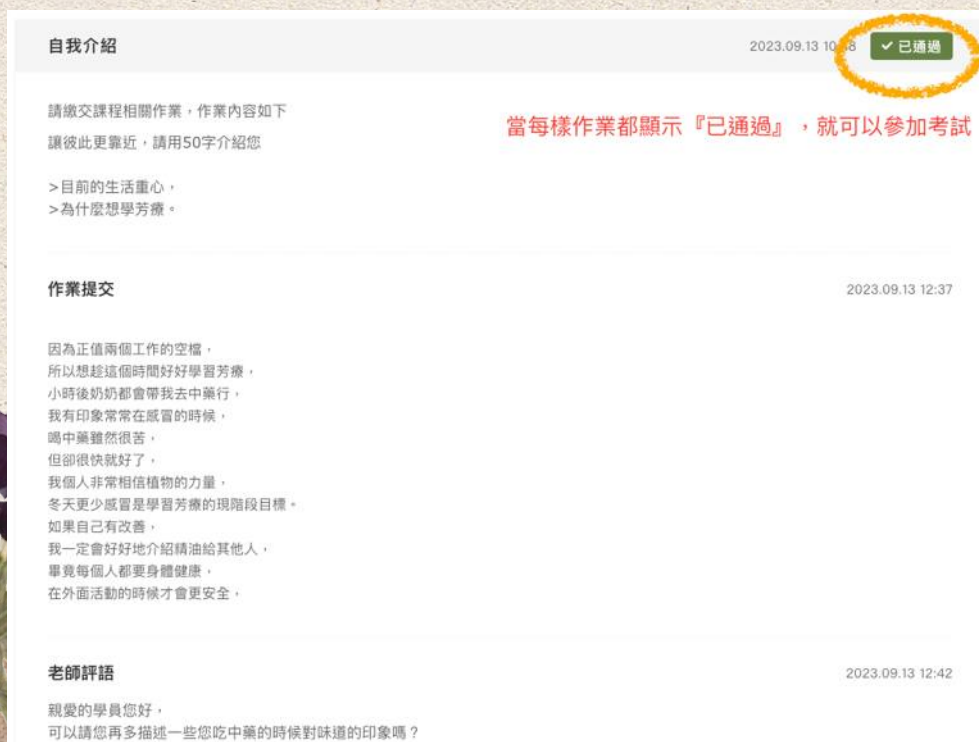 自我介紹
2023.09.13 10:48 ✓ 已通過
請繳交課程相關作業，作業內容如下
當每樣作業都顯示『已通過』，就可以參加考試
讓彼此更靠近，請用50字介紹您
>目前的生活重心，
>為什麼想學芳療。
作業提交
2023.09.13 12:37
因為正值兩個工作的空檔，
所以想趁這個時間好好學習芳療，
小時後奶奶都會帶我去中藥行，
我有印象常常在感冒的時候，
喝中藥雖然很苦，
但卻很快就好了，
我個人非常相信植物的力量，
冬天更少感冒是學習芳療的現階段目標。
如果自己有改善，
我一定會好好地介紹精油給其他人，
畢竟每個人都要身體健康，
在外面活動的時候才會更安全，
老師評語
2023.09.13 12:42
親愛的學員您好，
可以請您再多描述一些您吃中藥的時候對味道的印象嗎？